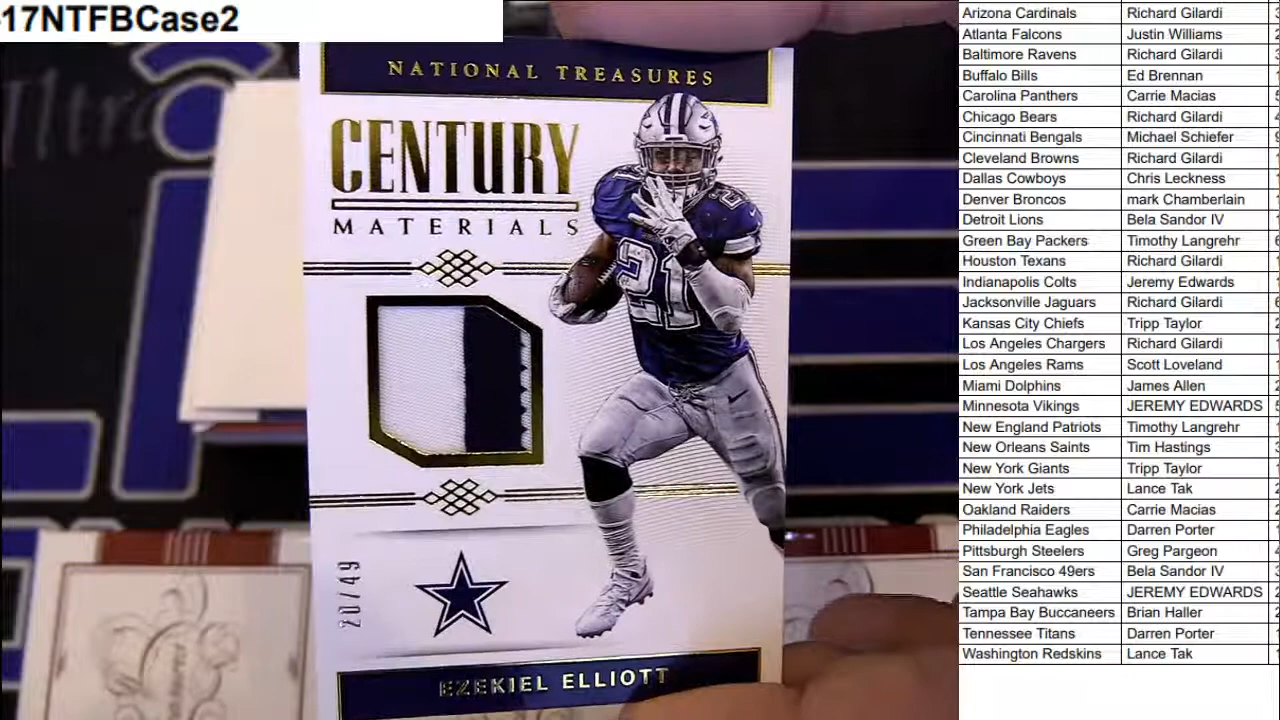 -17NTFBCase2
NATIONAL TREASURES
CENTURY
MATERIALS
21
20/49
EZEKIEL ELLIOTT
Arizona Cardinals Richard Gilardi
Atlanta Falcons Justin Williams
Baltimore Ravens Richard Gilardi
Buffalo Bills Ed Brennan
Carolina Panthers Carrie Macias
Chicago Bears Richard Gilardi
Cincinnati Bengals Michael Schiefer
Cleveland Browns Richard Gilardi
Dallas Cowboys Chris Leckness
Denver Broncos mark Chamberlain
Detroit Lions Bela Sandor IV
Green Bay Packers Timothy Langrehr
Houston Texans Richard Gilardi
Indianapolis Colts Jeremy Edwards
Jacksonville Jaguars Richard Gilardi
Kansas City Chiefs Tripp Taylor
Los Angeles Chargers Richard Gilardi
Los Angeles Rams Scott Loveland
Miami Dolphins James Allen
Minnesota Vikings JEREMY EDWARDS
New England Patriots Timothy Langrehr
New Orleans Saints Tim Hastings
New York Giants Tripp Taylor
New York Jets Lance Tak
Oakland Raiders Carrie Macias
Philadelphia Eagles Darren Porter
Pittsburgh Steelers Greg Pargeon
San Francisco 49ers Bela Sandor IV
Seattle Seahawks JEREMY EDWARDS
Tampa Bay Buccaneers Brian Haller
Tennessee Titans Darren Porter
Washington Redskins Lance Tak